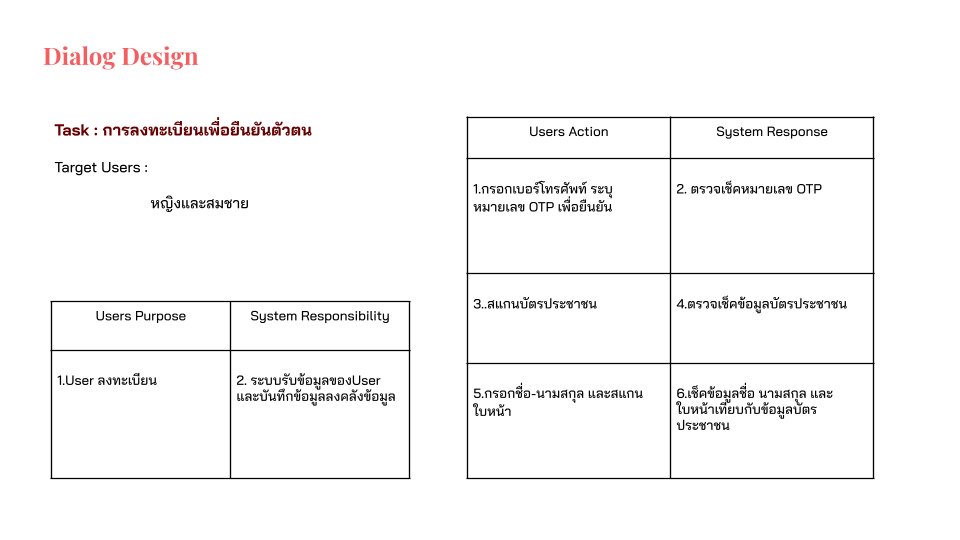 Dialog Design
Task : การลงทะเบียนเพื่อยืนยันตัวตน
Target Users :
หญิงและสมชาย
Users Purpose
System Responsibility
1.User ลงทะเบียน
2. ระบบรับข้อมูลของUser
และบันทึกข้อมูลลงคลังข้อมูล
Users Action
System Response
1.กรอกเบอร์โทรศัพท์ ระบุ
หมายเลข OTP เพื่อยืนยัน
2. ตรวจเช็คหมายเลข OTP
3..สแกนบัตรประชาชน
4.ตรวจเช็คข้อมูลบัตรประชาชน
5.กรอกชื่อ-นามสกุล และสแกน
ใบหน้า
6.เช็คข้อมูลชื่อ นามสกุล และ
ใบหน้าเทียบกับข้อมูลบัตร
ประชาชน